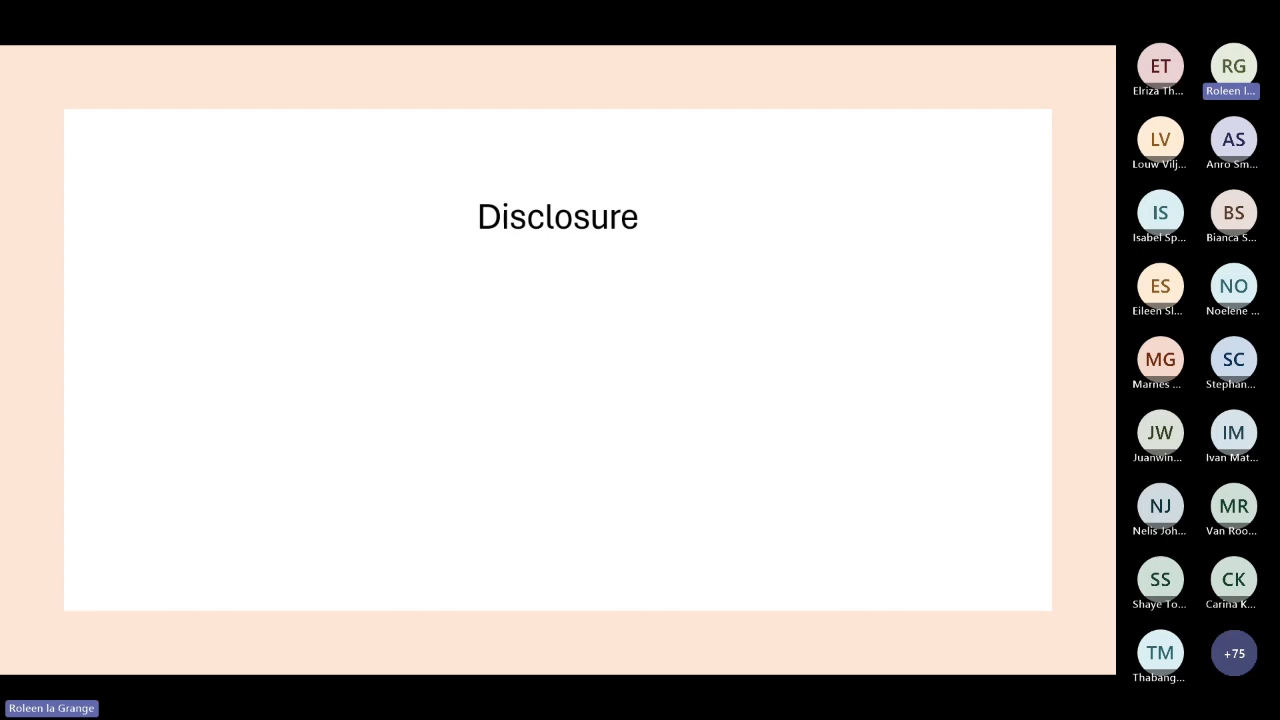 Disclosure
ET RG
Elriza Th... Roleen l...
LV AS
Louw Vilj... Anro Sm...
IS BS
Isabel Sp... Bianca S...
ES NO
Eileen Sl... Noelene ...
MG SC
Marnes ... Stephan...
JW IM
Juanwin... Ivan Mat...
NJ MR
Nelis Joh... Van Roo...
SS CK
Shaye To... Carina K...
TM +75
Thabang...
Roleen la Grange